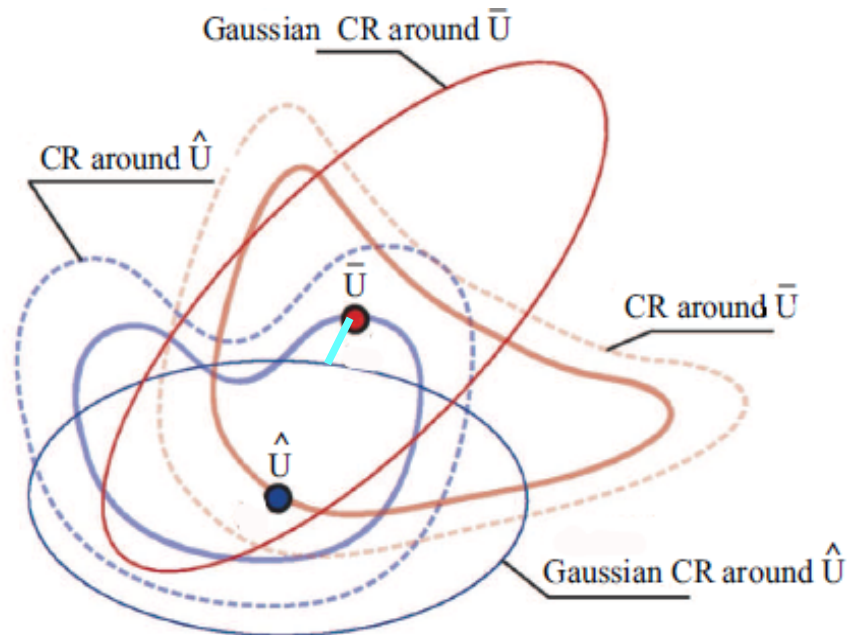 Gaussian CR around Ū
CR around Û
Ū
CR around Ū
Û
Gaussian CR around Û